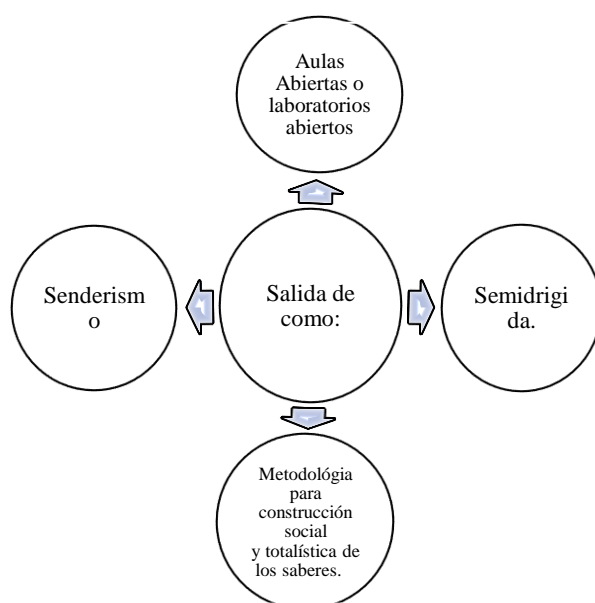 Aulas
Abiertas o
laboratorios
abiertos
Senderism
o
Salida de
como:
Semidrigi
da.
Metodológia
para
construcción
social
y totalística de
los saberes.